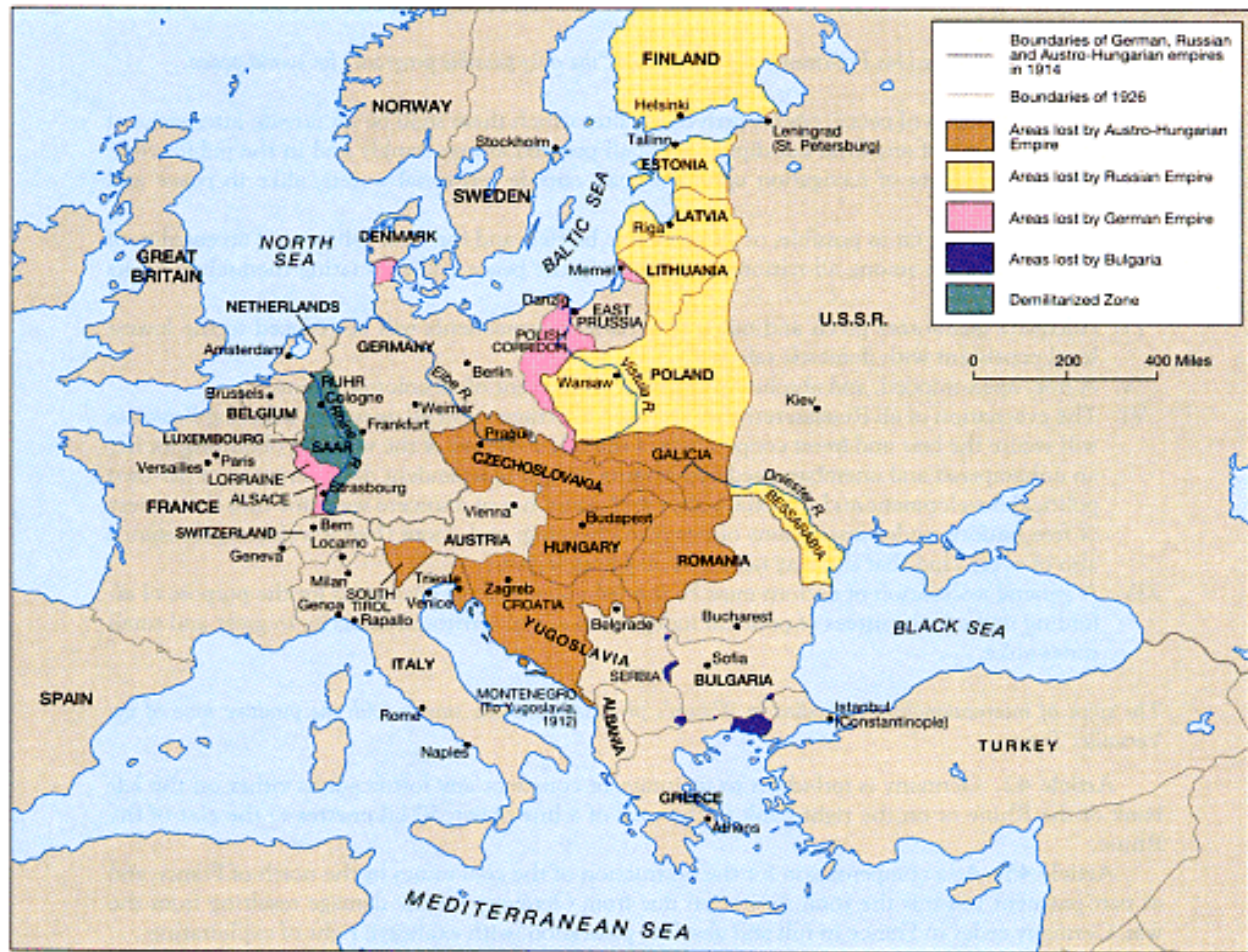 Boundaries of German, Russian
and Austro-Hungarian empires
in 1914
Boundaries of 1926
Areas lost by Austro-Hungarian
Empire
Areas lost by Russian Empire
Areas lost by German Empire
Areas lost by Bulgaria
Demilitarized Zone
0 200 400 Miles
FINLAND
NORWAY
Helsinki
Leningrad
(St. Petersburg)
Stockholm
Tallinn
ESTONIA
SWEDEN
BALTIC SEA
LATVIA
Riga
NORTH
SEA
DENMARK
GREAT
BRITAIN
Memel
LITHUANIA
NETHERLANDS
Danzig
EAST
PRUSSIA
U.S.S.R.
GERMANY
POLISH
CORRIDOR
Amsterdam
Berlin
Elbe R.
Warsaw
Vistula R.
POLAND
RUHR
Brussels
Cologne
Weimar
Kiev
BELGIUM
Rhine R.
Frankfurt
LUXEMBOURG
SAAR
Prague
GALICIA
Versailles
Paris
LORRAINE
CZECHOSLOVAKIA
Dniester R.
ALSACE
Strasbourg
FRANCE
Vienna
Budapest
BESSARABIA
SWITZERLAND
Bern
AUSTRIA
HUNGARY
Geneva
Locarno
ROMANIA
Milan
SOUTH
TIROL
Trieste
Zagreb
Venice
CROATIA
Genoa
Rapallo
Belgrade
Bucharest
YUGOSLAVIA
BLACK SEA
ITALY
Sofia
SERBIA
BULGARIA
SPAIN
MONTENEGRO
(To Yugoslavia,
1912)
Rome
ALBANIA
Istanbul
(Constantinople)
Naples
TURKEY
GREECE
Athens
MEDITERRANEAN SEA